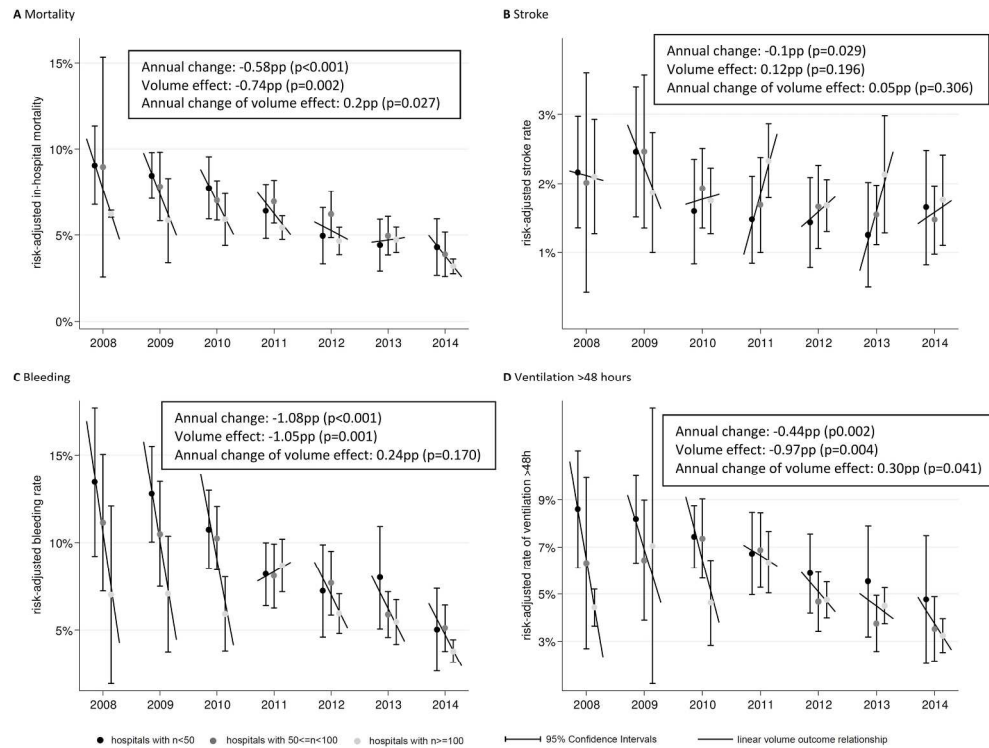 A Mortality
Annual change: -0.58pp (p<0.001)
Volume effect: -0.74pp (p=0.002)
Annual change of volume effect: 0.2pp (p=0.027)
risk-adjusted in-hospital mortality
15%
10%
5%
0%
2008 2009 2010 2011 2012 2013 2014
B Stroke
Annual change: -0.1pp (p=0.029)
Volume effect: 0.12pp (p=0.196)
Annual change of volume effect: 0.05pp (p=0.306)
risk-adjusted stroke rate
3%
2%
1%
2008 2009 2010 2011 2012 2013 2014
C Bleeding
Annual change: -1.08pp (p<0.001)
Volume effect: -1.05pp (p=0.001)
Annual change of volume effect: 0.24pp (p=0.170)
risk-adjusted bleeding rate
15%
10%
5%
2008 2009 2010 2011 2012 2013 2014
D Ventilation >48 hours
Annual change: -0.44pp (p0.002)
Volume effect: -0.97pp (p=0.004)
Annual change of volume effect: 0.30pp (p=0.041)
risk-adjusted rate of ventilation >48h
9%
7%
5%
3%
2008 2009 2010 2011 2012 2013 2014
hospitals with n<50 hospitals with 50<=n<100 hospitals with n>=100 95% Confidence Intervals linear volume outcome relationship